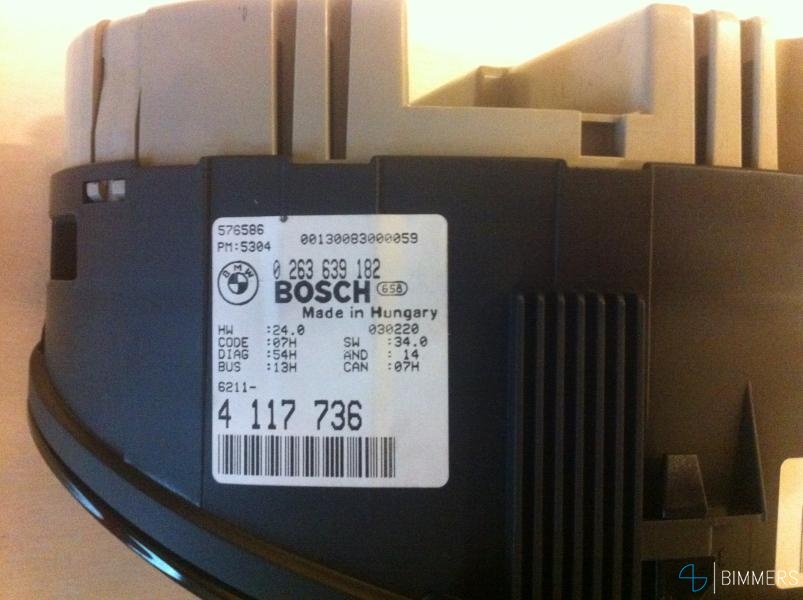 576586
PM:5304 00130083000059
BMW 0 263 639 182
BOSCH 658
Made in Hungary
HW :24.0 030220
CODE :07H SW :34.0
DIAG :54H AND : 14
BUS :13H CAN :07H
6211-
4 117 736
BIMMERS